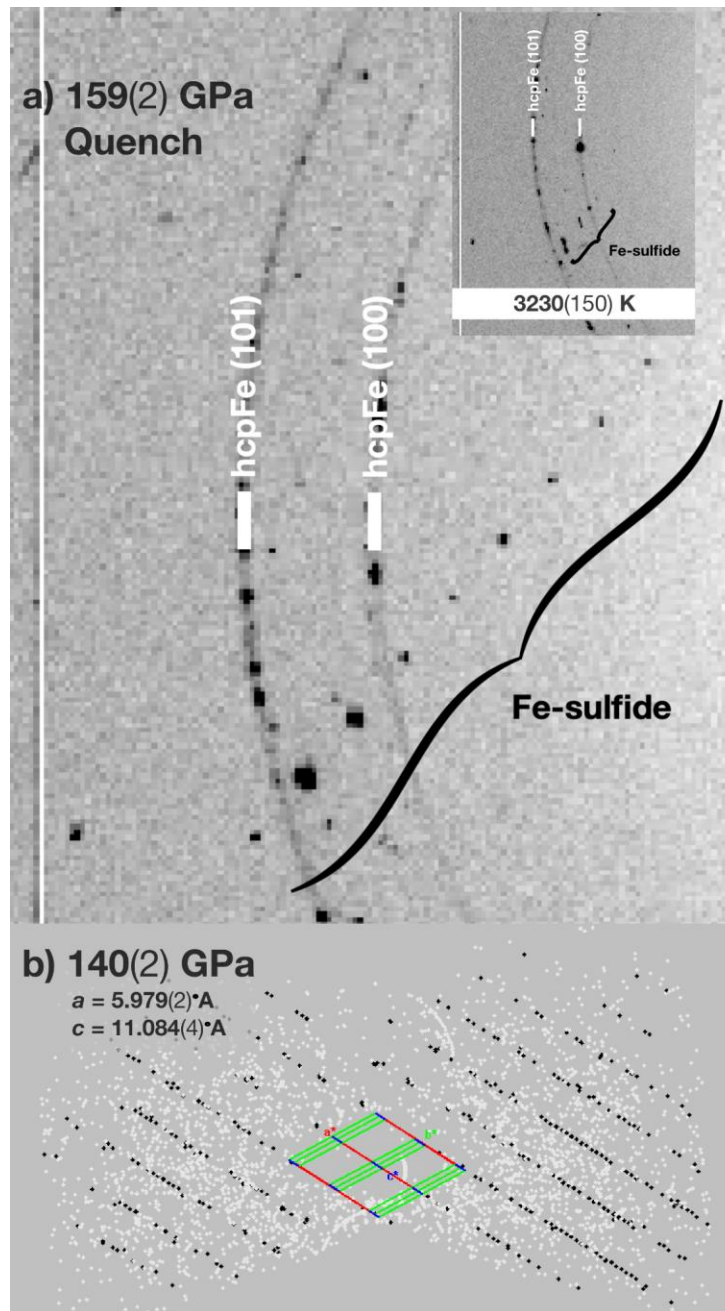 a) 159(2) GPa
Quench
hcpFe (101)
hcpFe (100)
Fe-sulfide
3230(150) K
hcpFe (101)
hcpFe (100)
Fe-sulfide
b) 140(2) GPa
a = 5.979(2)•A
c = 11.084(4)•A
a*
b*
c*